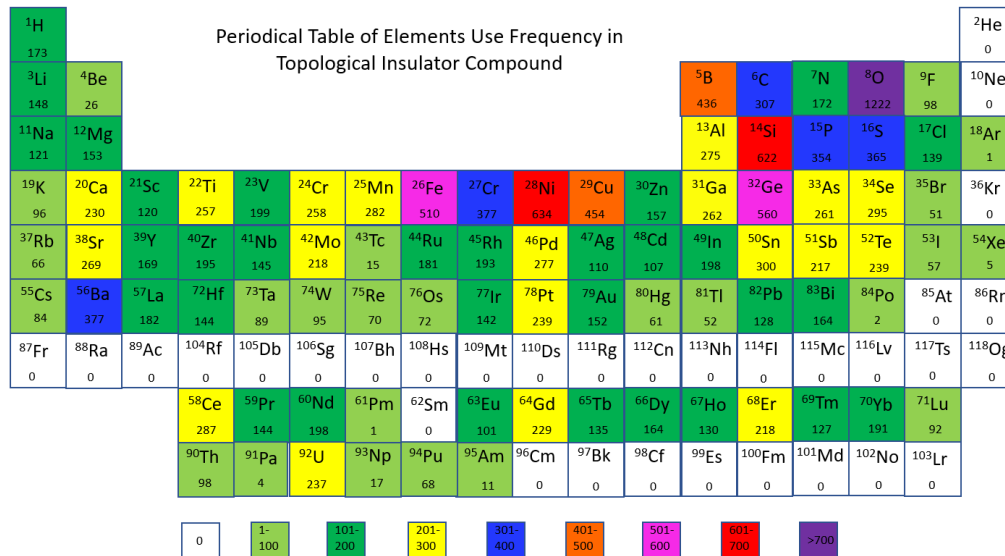 ¹H
173
Periodical Table of Elements Use Frequency in
Topological Insulator Compound
²He
0
³Li
148
⁴Be
26
⁵B
436
⁶C
307
⁷N
172
⁸O
1222
⁹F
98
¹⁰Ne
0
¹¹Na
121
¹²Mg
153
¹³Al
275
¹⁴Si
622
¹⁵P
354
¹⁶S
365
¹⁷Cl
139
¹⁸Ar
1
¹⁹K
96
²⁰Ca
230
²¹Sc
120
²²Ti
257
²³V
199
²⁴Cr
258
²⁵Mn
282
²⁶Fe
510
²⁷Cr
377
²⁸Ni
634
²⁹Cu
454
³⁰Zn
157
³¹Ga
262
³²Ge
560
³³As
261
³⁴Se
295
³⁵Br
51
³⁶Kr
0
³⁷Rb
66
³⁸Sr
269
³⁹Y
169
⁴⁰Zr
195
⁴¹Nb
145
⁴²Mo
218
⁴³Tc
15
⁴⁴Ru
181
⁴⁵Rh
193
⁴⁶Pd
277
⁴⁷Ag
110
⁴⁸Cd
107
⁴⁹In
198
⁵⁰Sn
300
⁵¹Sb
217
⁵²Te
239
⁵³I
57
⁵⁴Xe
5
⁵⁵Cs
84
⁵⁶Ba
377
⁵⁷La
182
⁷²Hf
144
⁷³Ta
89
⁷⁴W
95
⁷⁵Re
70
⁷⁶Os
72
⁷⁷Ir
142
⁷⁸Pt
239
⁷⁹Au
152
⁸⁰Hg
61
⁸¹Tl
52
⁸²Pb
128
⁸³Bi
164
⁸⁴Po
2
⁸⁵At
0
⁸⁶Rn
0
⁸⁷Fr
0
⁸⁸Ra
0
⁸⁹Ac
0
¹⁰⁴Rf
0
¹⁰⁵Db
0
¹⁰⁶Sg
0
¹⁰⁷Bh
0
¹⁰⁸Hs
0
¹⁰⁹Mt
0
¹¹⁰Ds
0
¹¹¹Rg
0
¹¹²Cn
0
¹¹³Nh
0
¹¹⁴Fl
0
¹¹⁵Mc
0
¹¹⁶Lv
0
¹¹⁷Ts
0
¹¹⁸Og
0
⁵⁸Ce
287
⁵⁹Pr
144
⁶⁰Nd
198
⁶¹Pm
1
⁶²Sm
0
⁶³Eu
101
⁶⁴Gd
229
⁶⁵Tb
135
⁶⁶Dy
164
⁶⁷Ho
130
⁶⁸Er
218
⁶⁹Tm
127
⁷⁰Yb
191
⁷¹Lu
92
⁹⁰Th
98
⁹¹Pa
4
⁹²U
237
⁹³Np
17
⁹⁴Pu
68
⁹⁵Am
11
⁹⁶Cm
0
⁹⁷Bk
0
⁹⁸Cf
0
⁹⁹Es
0
¹⁰⁰Fm
0
¹⁰¹Md
0
¹⁰²No
0
¹⁰³Lr
0
0
1-
100
101-
200
201-
300
301-
400
401-
500
501-
600
601-
700
>700